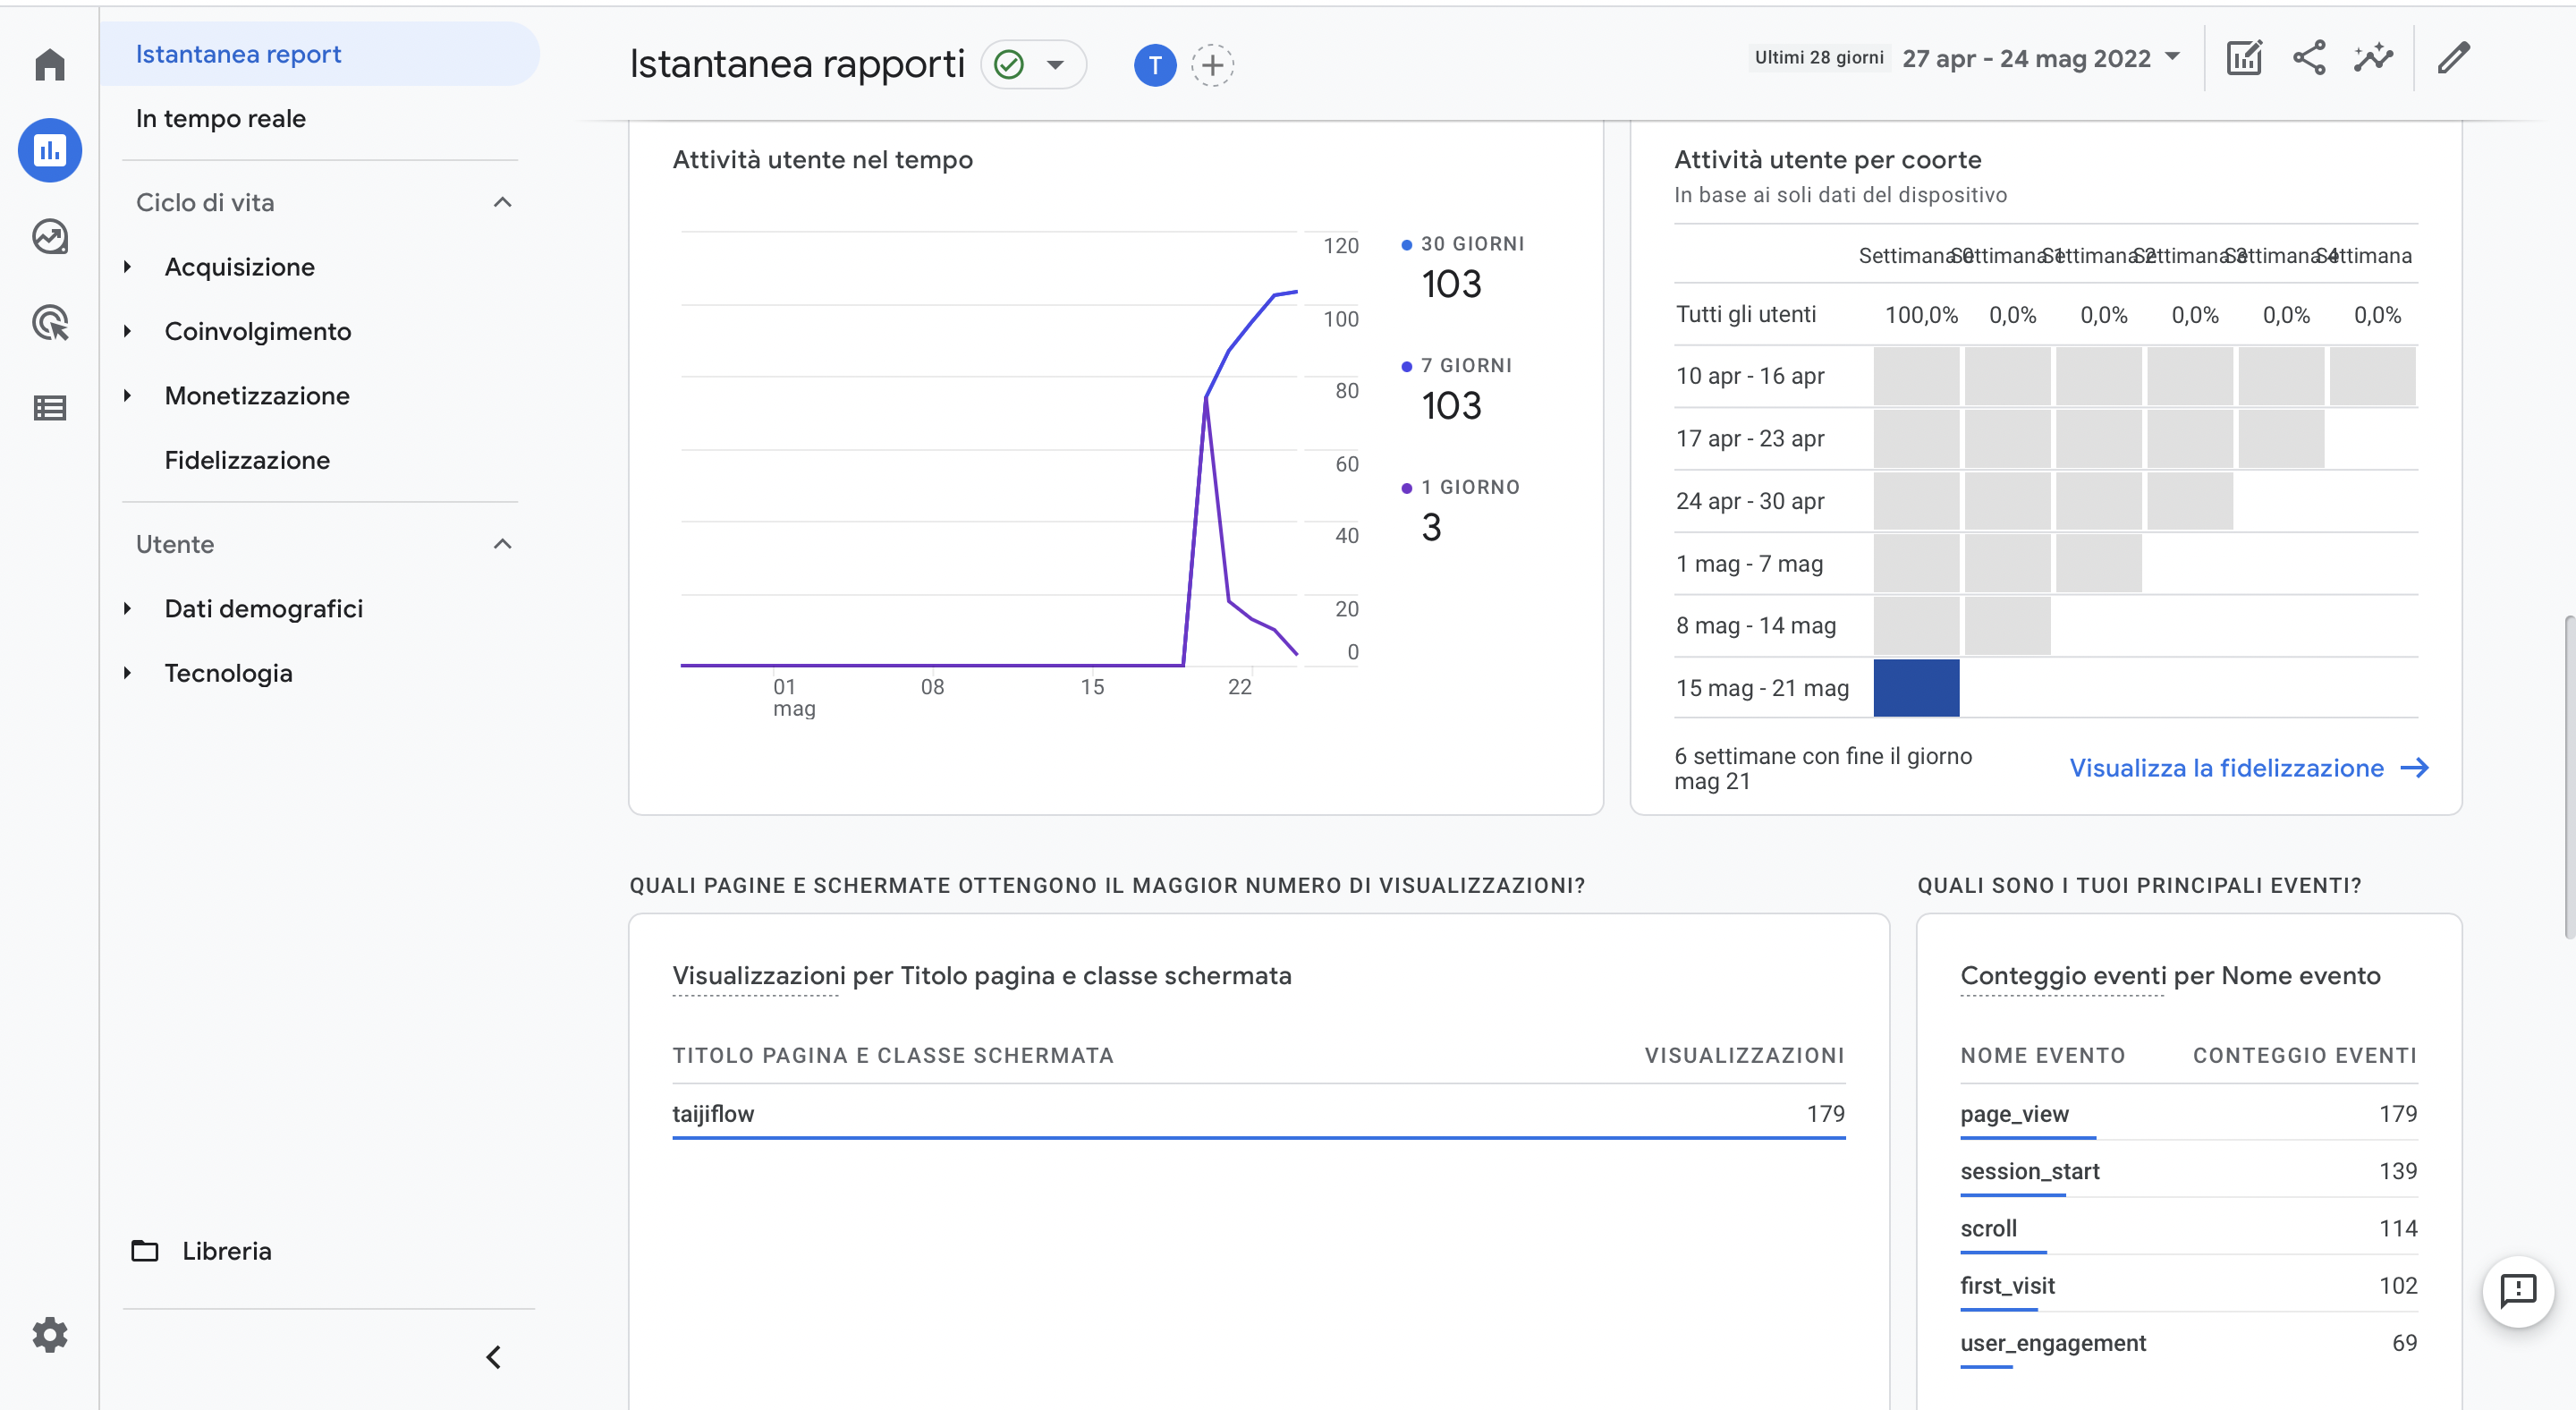 Istantanea report
In tempo reale
Ciclo di vita
Acquisizione
Coinvolgimento
Monetizzazione
Fidelizzazione
Utente
Dati demografici
Tecnologia
Libreria
Istantanea rapporti
T
Ultimi 28 giorni 27 apr - 24 mag 2022
Attività utente nel tempo
120
100
80
60
40
20
0
01
mag
08
15
22
30 GIORNI
103
7 GIORNI
103
1 GIORNO
3
Attività utente per coorte
In base ai soli dati del dispositivo
Settimana 0 Settimana 1 Settimana 2 Settimana 3 Settimana 4 Settimana
Tutti gli utenti 100,0% 0,0% 0,0% 0,0% 0,0% 0,0%
10 apr - 16 apr
17 apr - 23 apr
24 apr - 30 apr
1 mag - 7 mag
8 mag - 14 mag
15 mag - 21 mag
6 settimane con fine il giorno
mag 21
Visualizza la fidelizzazione
QUALI PAGINE E SCHERMATE OTTENGONO IL MAGGIOR NUMERO DI VISUALIZZAZIONI?
Visualizzazioni per Titolo pagina e classe schermata
TITOLO PAGINA E CLASSE SCHERMATA VISUALIZZAZIONI
taijiflow 179
QUALI SONO I TUOI PRINCIPALI EVENTI?
Conteggio eventi per Nome evento
NOME EVENTO CONTEGGIO EVENTI
page_view 179
session_start 139
scroll 114
first_visit 102
user_engagement 69